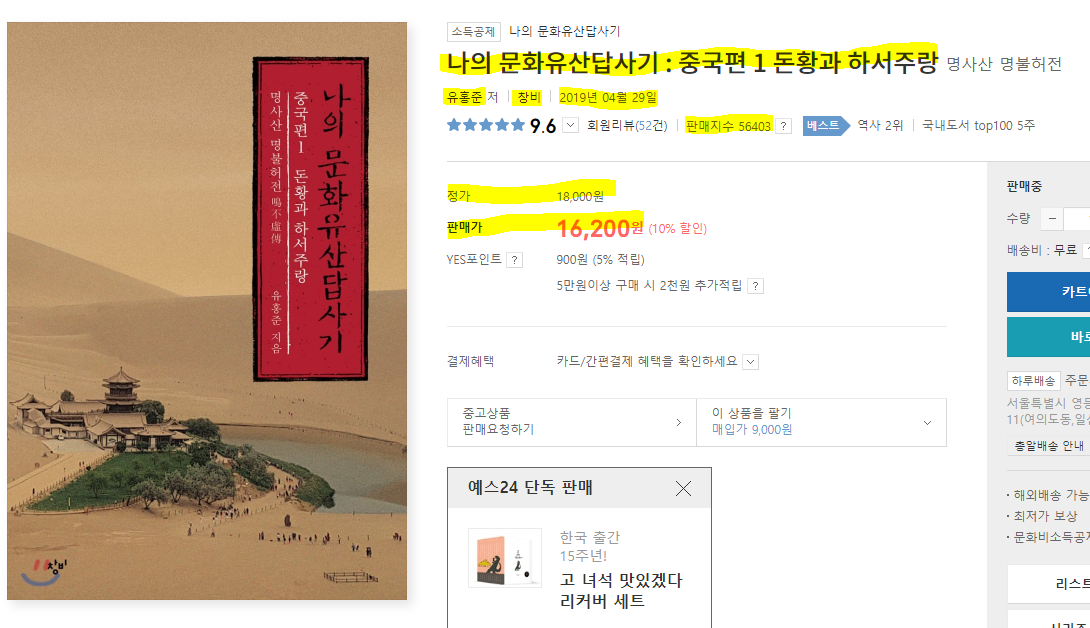 나의 문화유산답사기
중국편 1 돈황과 하서주랑
명사산 명불허전 鳴不虛傳
유홍준 지음
창비
소득공제 나의 문화유산답사기
나의 문화유산답사기 : 중국편 1 돈황과 하서주랑 명사산 명불허전
유홍준 저 | 창비 | 2019년 04월 29일
9.6 회원리뷰(52건) | 판매지수 56403 ? 베스트 역사 2위 | 국내도서 top100 5주
정가 18,000원
판매가 16,200원 (10% 할인)
YES포인트 ? 900원 (5% 적립)
5만원이상 구매 시 2천원 추가적립 ?
결제혜택 카드/간편결제 혜택을 확인하세요
중고상품
판매요청하기
이 상품을 팔기
매입가 9,000원
예스24 단독 판매
한국 출간
15주년!
고 녀석 맛있겠다
리커버 세트
판매중
수량 −
배송비 : 무료
카트
바로
하루배송 주문
서울특별시 영등
11(여의도동,일신
총알배송 안내
· 해외배송 가능
· 최저가 보상
· 문화비소득공제
리스트